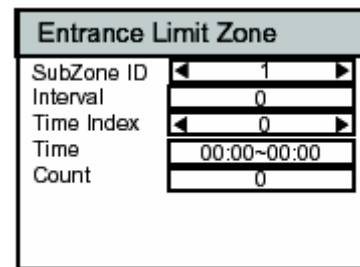 Entrance Limit Zone
SubZone ID 1
Interval 0
Time Index 0
Time 00:00~00:00
Count 0